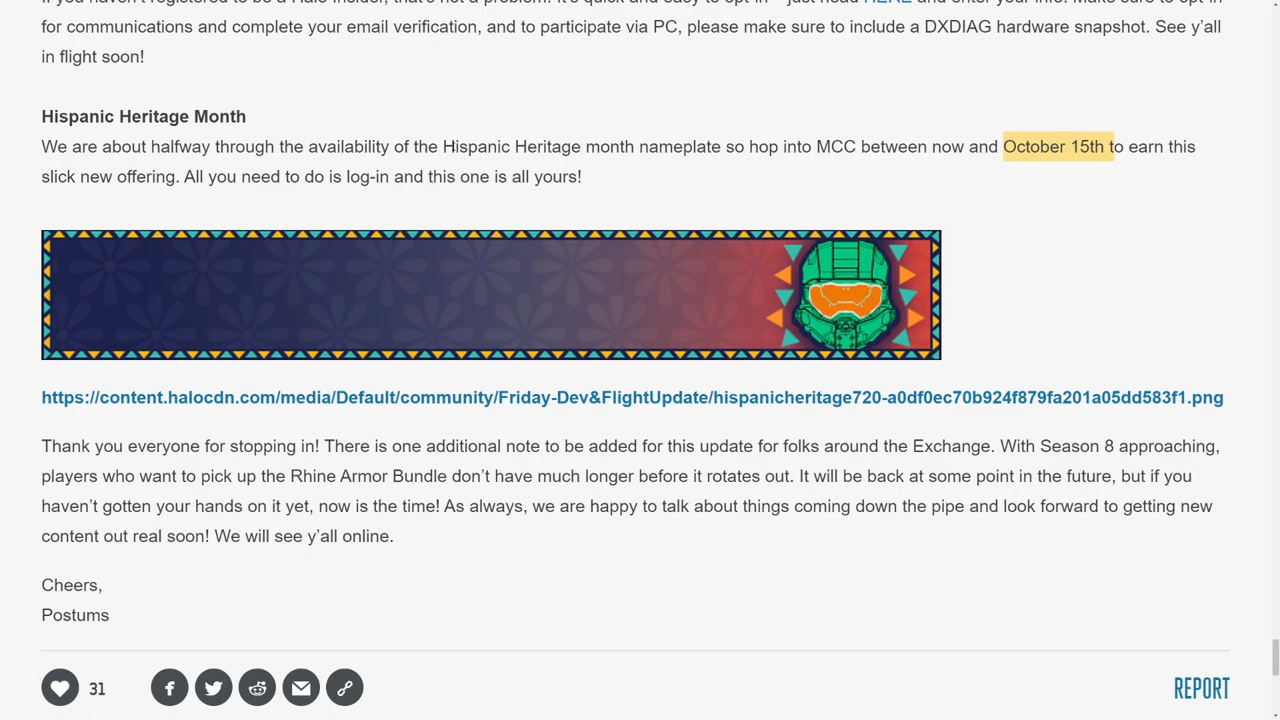 for communications and complete your email verification, and to participate via PC, please make sure to include a DXDIAG hardware snapshot. See y’all
in flight soon!
Hispanic Heritage Month
We are about halfway through the availability of the Hispanic Heritage month nameplate so hop into MCC between now and October 15th to earn this
slick new offering. All you need to do is log-in and this one is all yours!
https://content.halocdn.com/media/Default/community/Friday-Dev&FlightUpdate/hispanicheritage720-a0df0ec70b924f879fa201a05dd583f1.png
Thank you everyone for stopping in! There is one additional note to be added for this update for folks around the Exchange. With Season 8 approaching,
players who want to pick up the Rhine Armor Bundle don’t have much longer before it rotates out. It will be back at some point in the future, but if you
haven’t gotten your hands on it yet, now is the time! As always, we are happy to talk about things coming down the pipe and look forward to getting new
content out real soon! We will see y’all online.
Cheers,
Postums
31
REPORT